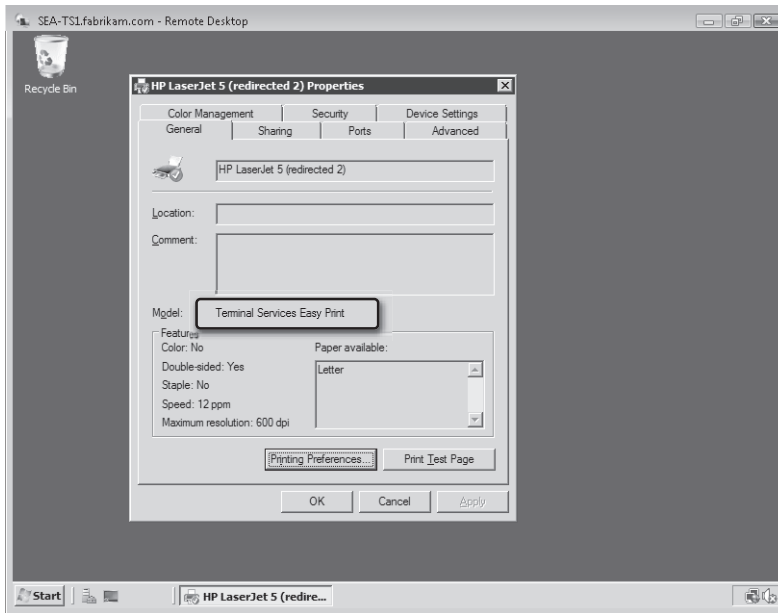 SEA-TS1.fabrikam.com - Remote Desktop
Recycle Bin
HP LaserJet 5 (redirected 2) Properties
Color Management
Security
Device Settings
General
Sharing
Ports
Advanced
HP LaserJet 5 (redirected 2)
Location:
Comment:
Model:
Terminal Services Easy Print
Features
Color: No
Paper available:
Double-sided: Yes
Letter
Staple: No
Speed: 12 ppm
Maximum resolution: 600 dpi
Printing Preferences...
Print Test Page
OK
Cancel
Apply
Start
HP LaserJet 5 (redire...